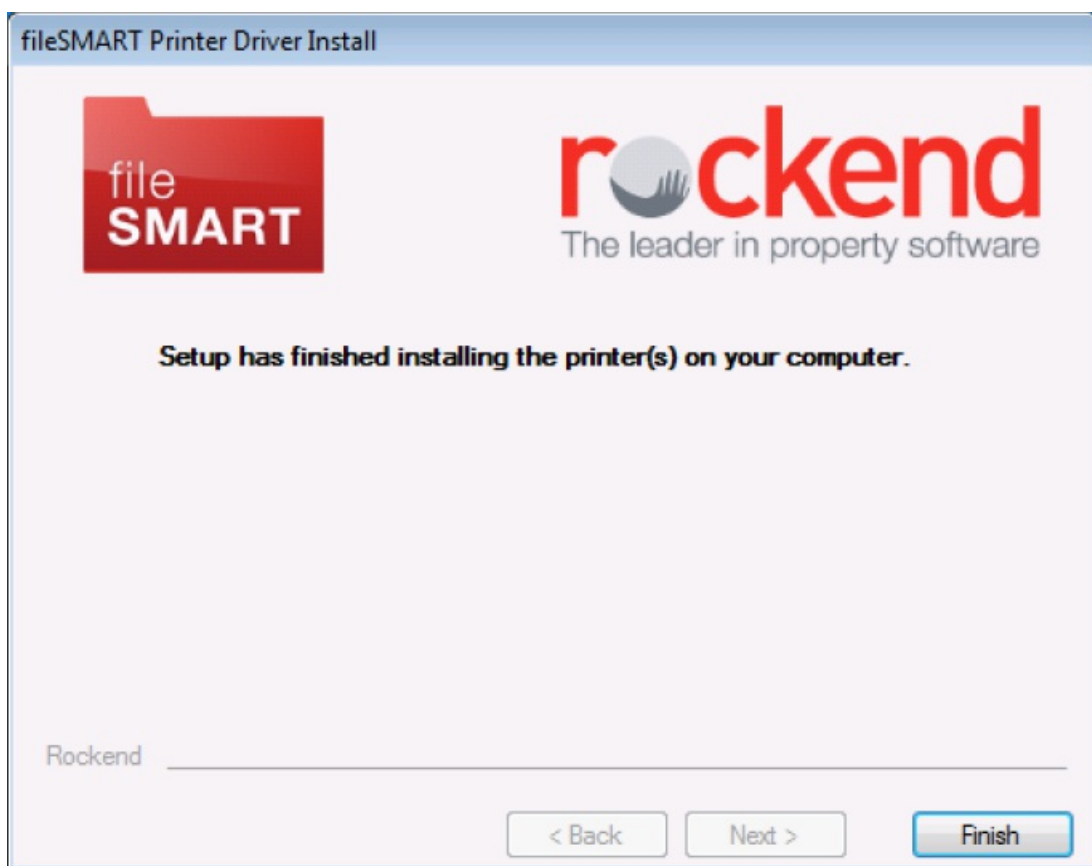 fileSMART Printer Driver Install
file
SMART
rockend
The leader in property software
Setup has finished installing the printer(s) on your computer.
Rockend
< Back Next > Finish